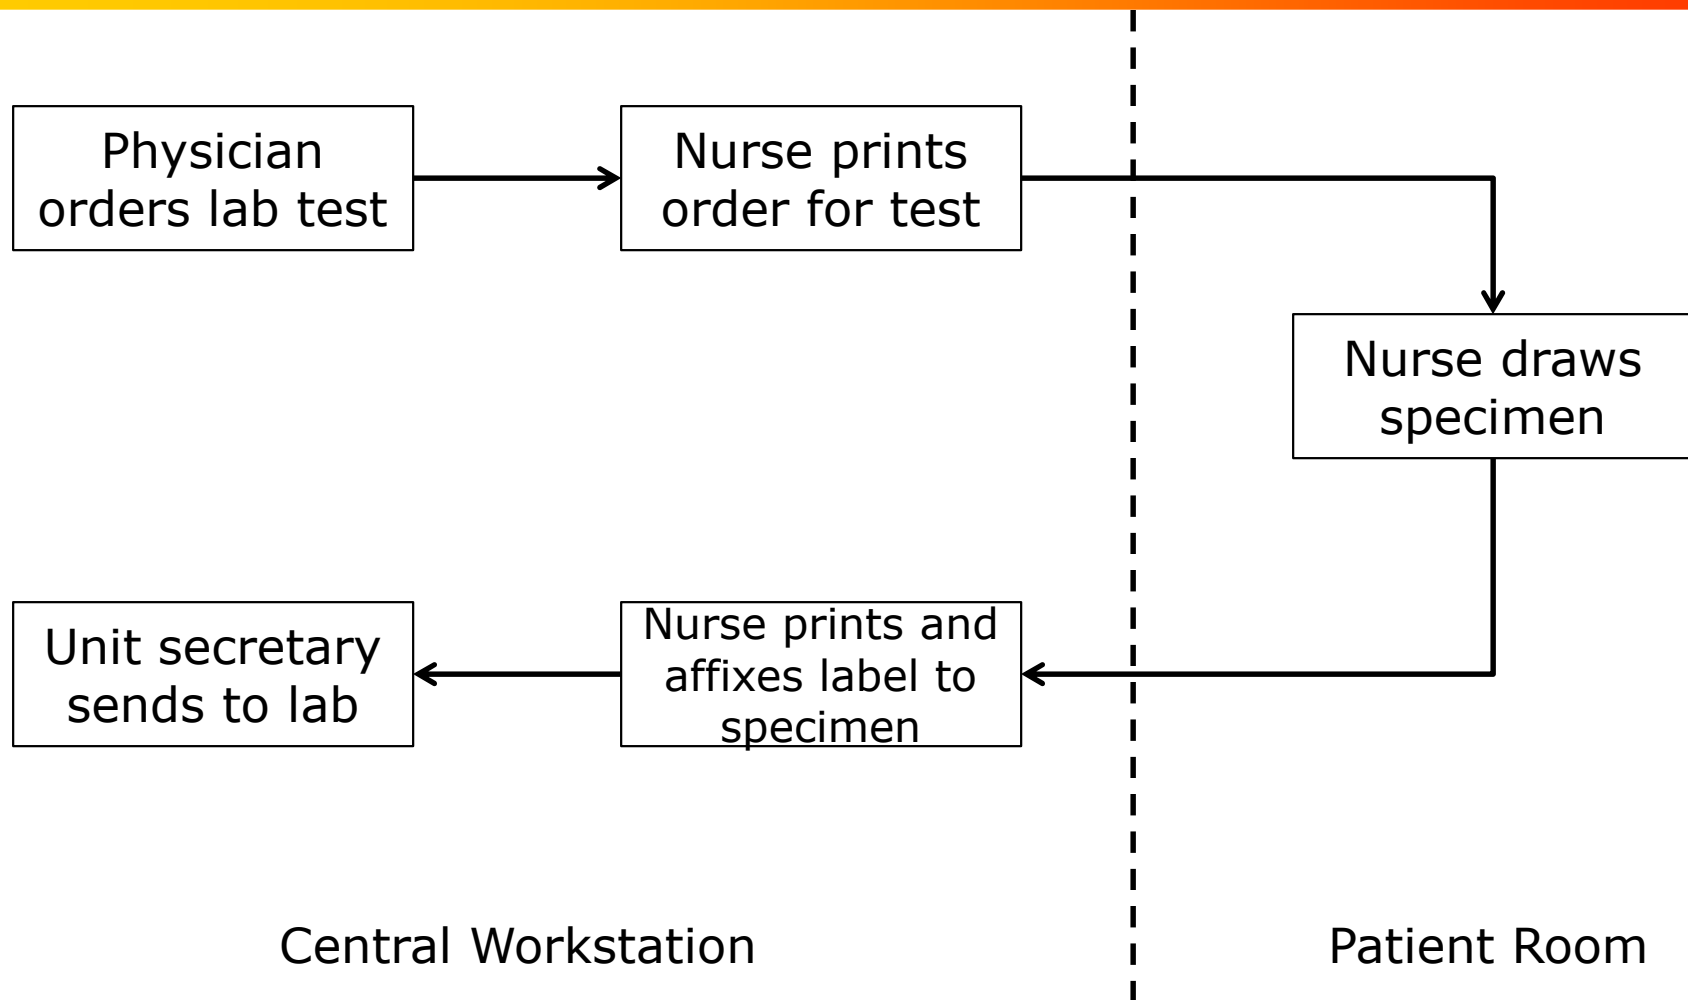 Physician
orders lab test
Nurse prints
order for test
Nurse draws
specimen
Nurse prints and
affixes label to
specimen
Unit secretary
sends to lab
Central Workstation
Patient Room